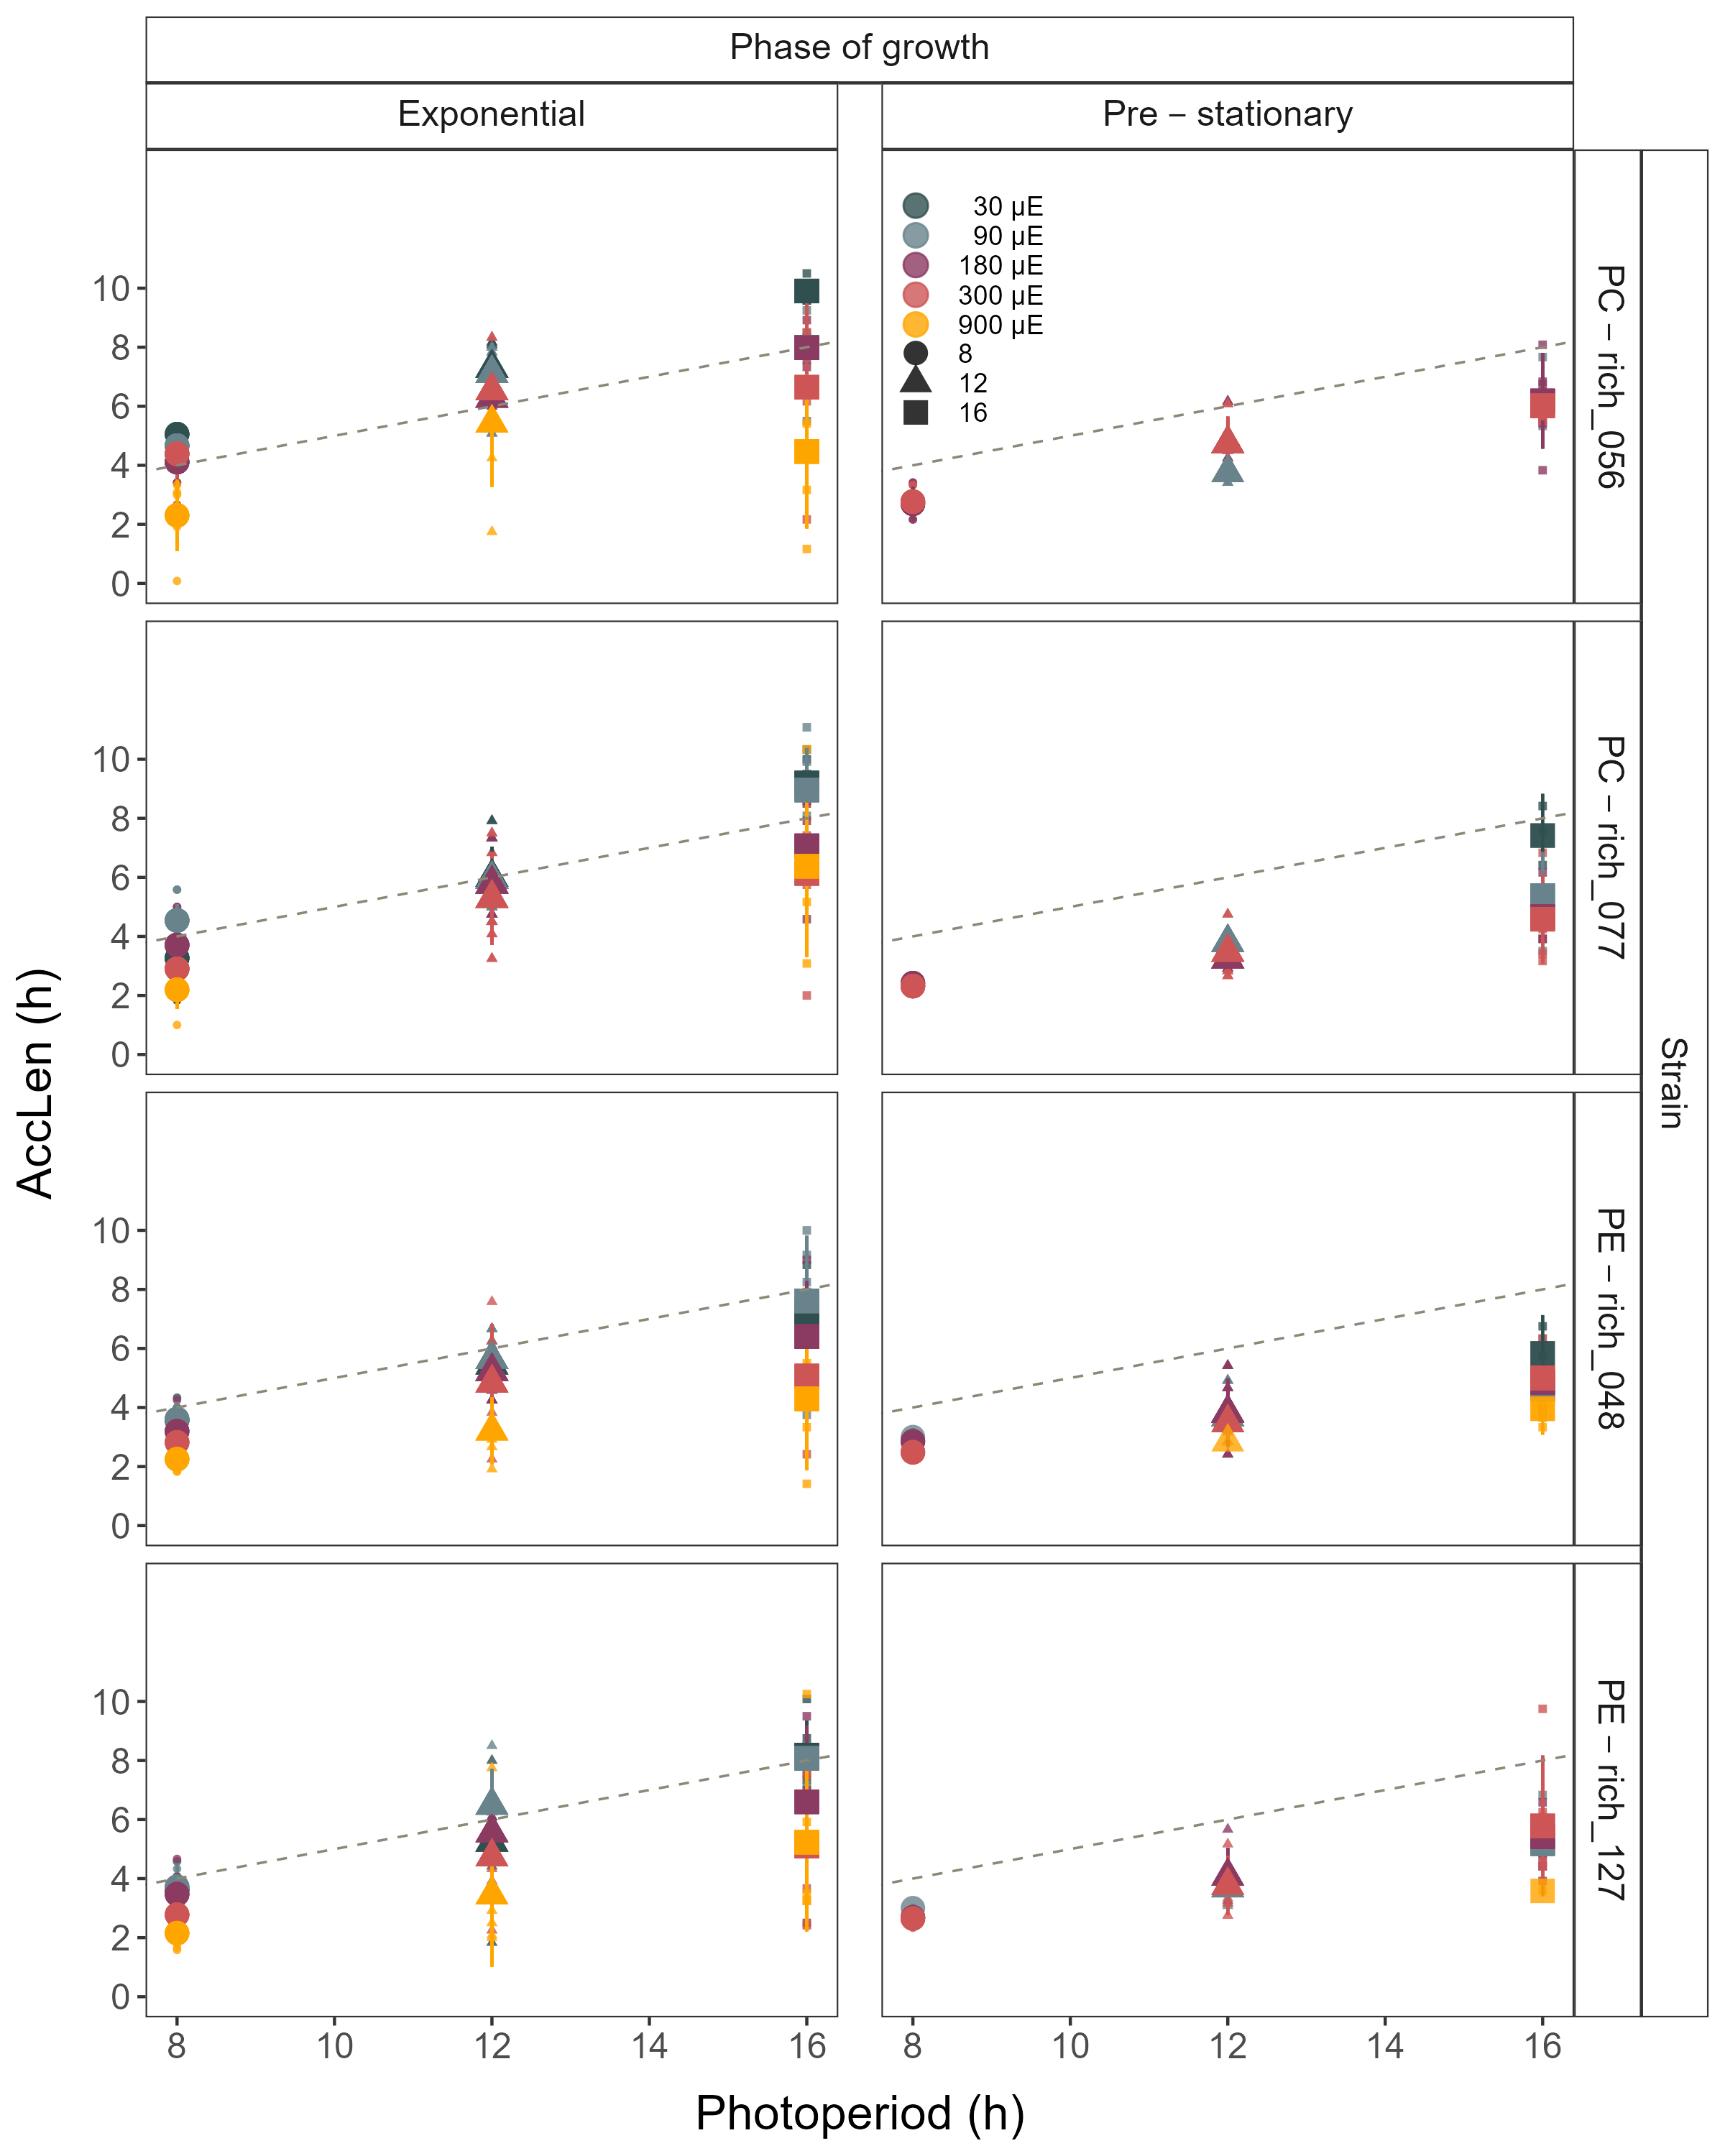 Phase of growth
Exponential
Pre − stationary
30 µE
90 µE
180 µE
300 µE
900 µE
8
12
16
10
8
6
4
2
0
PC − rich_056
10
8
6
4
2
0
PC − rich_077
10
8
6
4
2
0
PE − rich_048
10
8
6
4
2
0
PE − rich_127
Strain
AccLen (h)
8 10 12 14 16
8 10 12 14 16
Photoperiod (h)